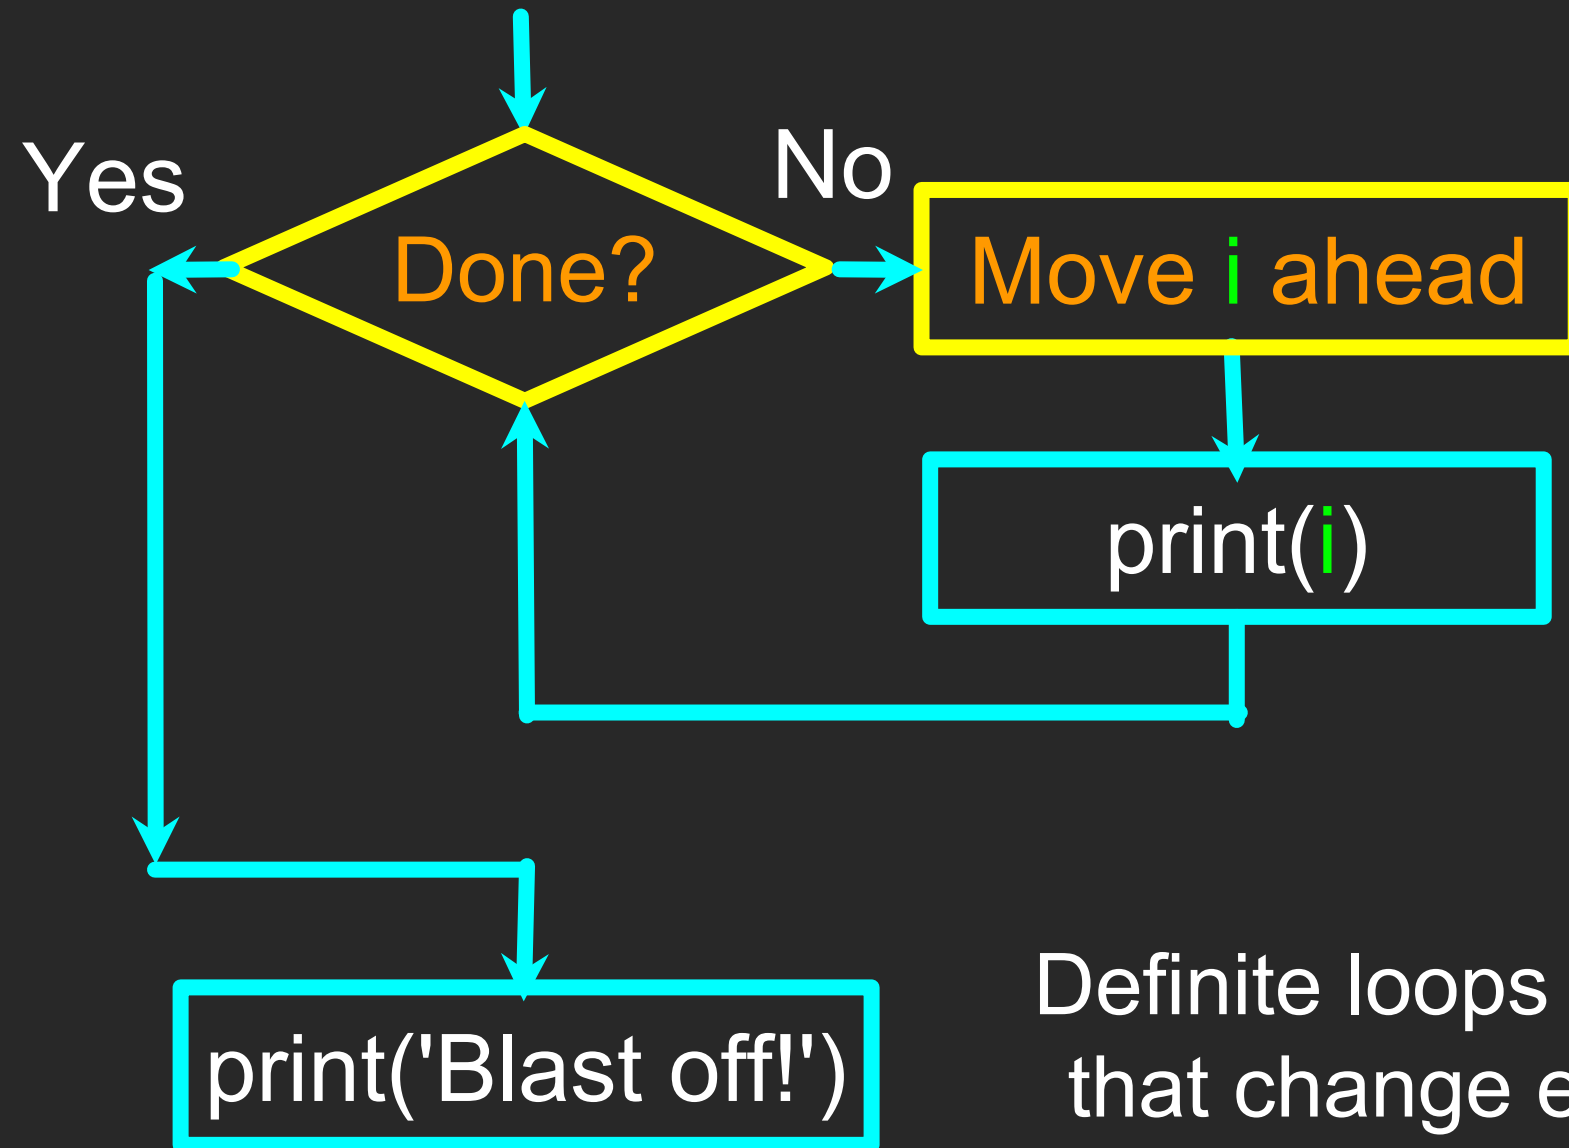 Yes
No
Done?
Move i ahead
print(i)
print('Blast off!')
Definite loops
that change